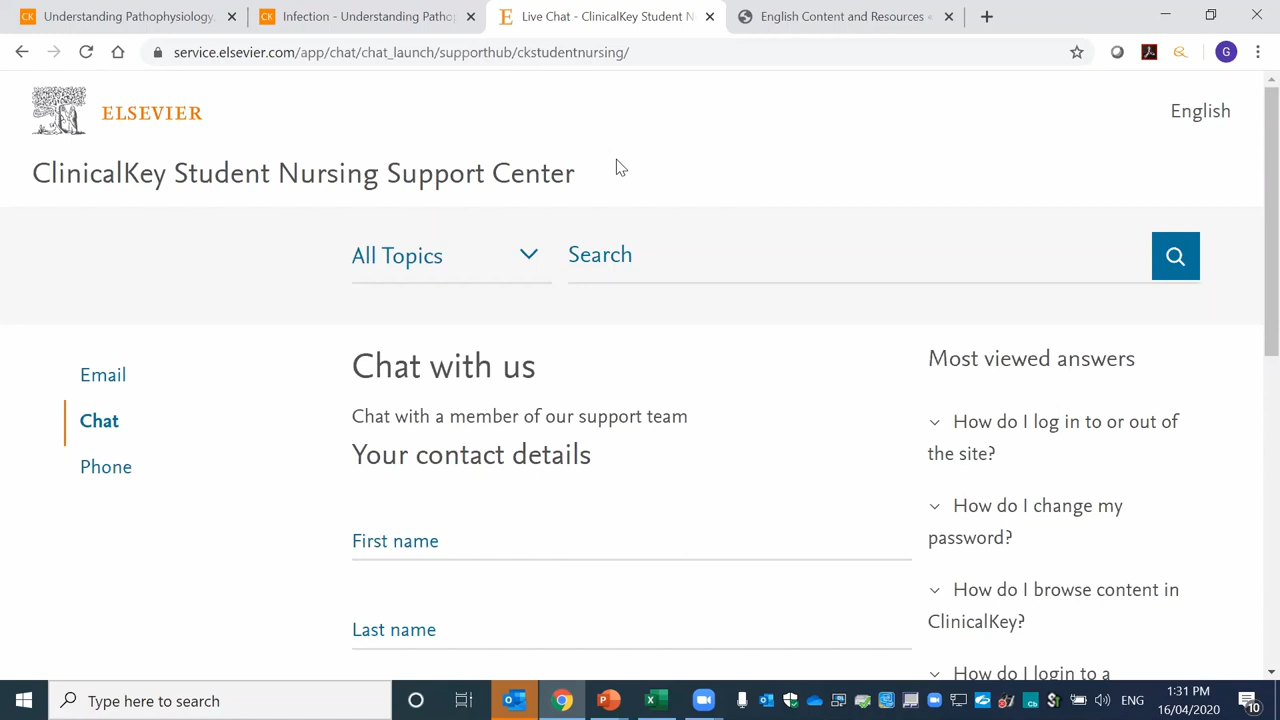 Understanding Pathophysiology,
Infection - Understanding Pathop
Live Chat - ClinicalKey Student N
English Content and Resources
service.elsevier.com/app/chat/chat_launch/supporthub/ckstudentnursing/
G
ELSEVIER
English
ClinicalKey Student Nursing Support Center
All Topics
Search
Email
Chat
Phone
Chat with us
Chat with a member of our support team
Your contact details
First name
Last name
Most viewed answers
How do I log in to or out of
the site?
How do I change my
password?
How do I browse content in
ClinicalKey?
How do I login to a
Type here to search
ENG
1:31 PM
16/04/2020
10